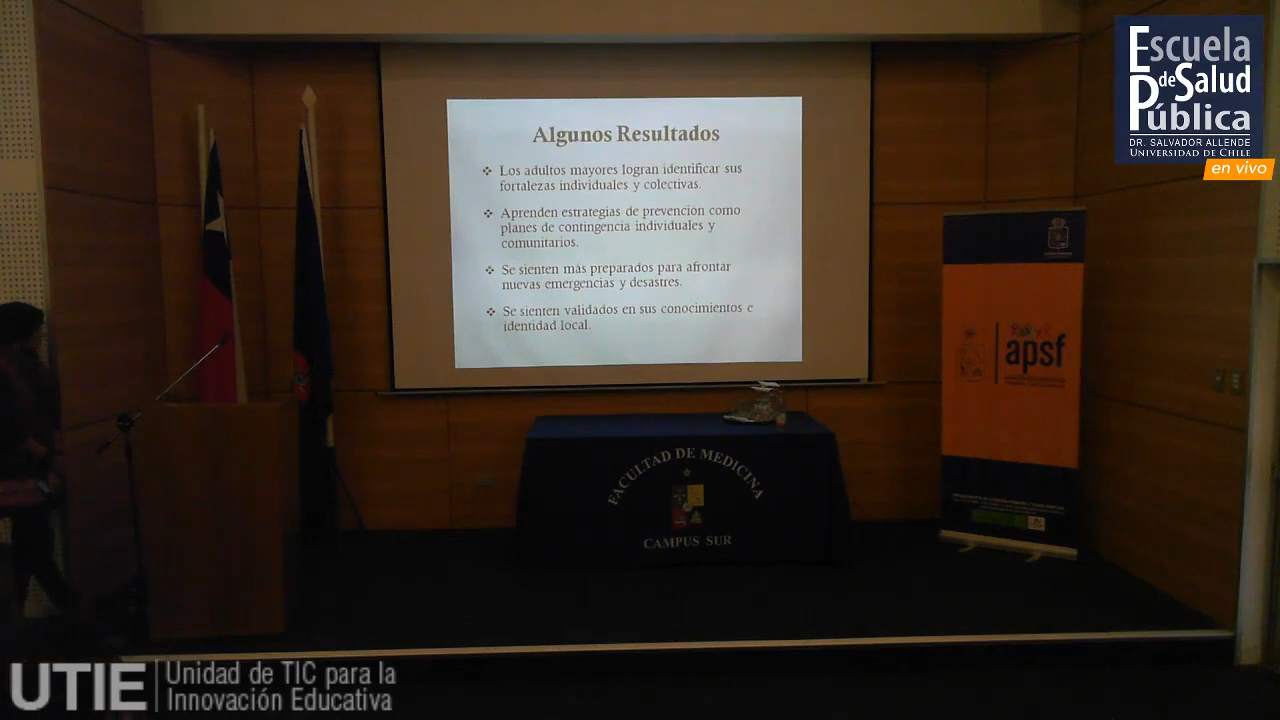 Escuela
de Salud
Pública
DR. SALVADOR ALLENDE
UNIVERSIDAD DE CHILE
en vivo
Algunos Resultados
❖ Los adultos mayores logran identificar sus
fortalezas individuales y colectivas.
❖ Aprenden estrategias de prevención como
planes de contingencia individuales y
comunitarios.
❖ Se sienten más preparados para afrontar
nuevas emergencias y desastres.
❖ Se sienten validados en sus conocimientos e
identidad local.
apsf
FACULTAD DE MEDICINA
CAMPUS SUR
UTIE
Unidad de TIC para la
Innovación Educativa